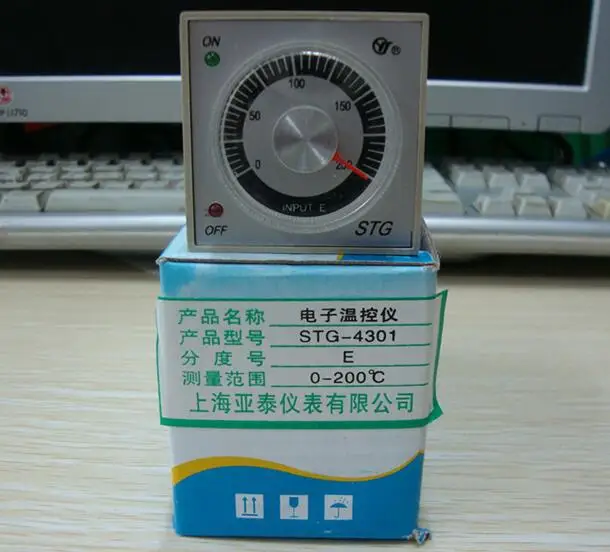 ON
®
100
50
150
0
200
INPUT E
OFF
STG
产品名称 电子温控仪
产品型号 STG-4301
分度号 E
测量范围 0-200℃
上海亚泰仪表有限公司